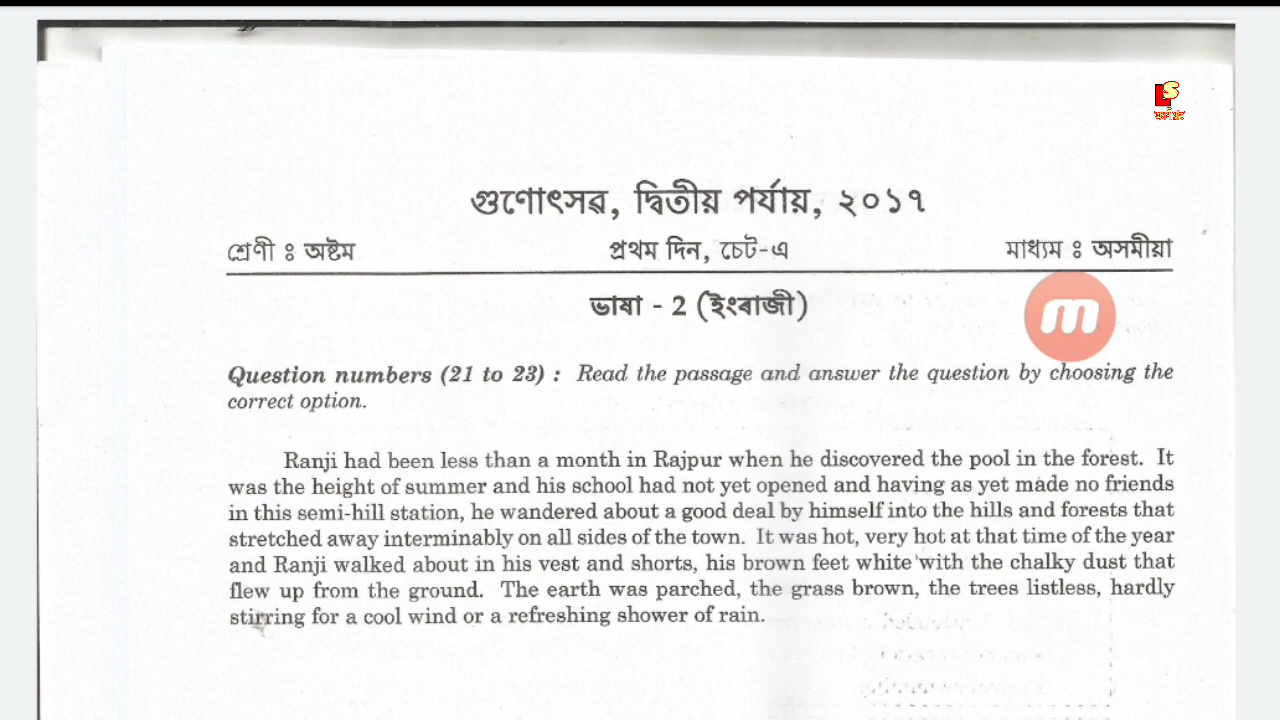 গুণোৎসৱ, দ্বিতীয় পৰ্যায়, ২০১৭
শ্ৰেণী ঃ অষ্টম প্ৰথম দিন, চেট-এ মাধ্যম ঃ অসমীয়া
ভাষা - 2 (ইংৰাজী)
Question numbers (21 to 23) : Read the passage and answer the question by choosing the
correct option.
Ranji had been less than a month in Rajpur when he discovered the pool in the forest. It
was the height of summer and his school had not yet opened and having as yet made no friends
in this semi-hill station, he wandered about a good deal by himself into the hills and forests that
stretched away interminably on all sides of the town. It was hot, very hot at that time of the year
and Ranji walked about in his vest and shorts, his brown feet white with the chalky dust that
flew up from the ground. The earth was parched, the grass brown, the trees listless, hardly
stirring for a cool wind or a refreshing shower of rain.